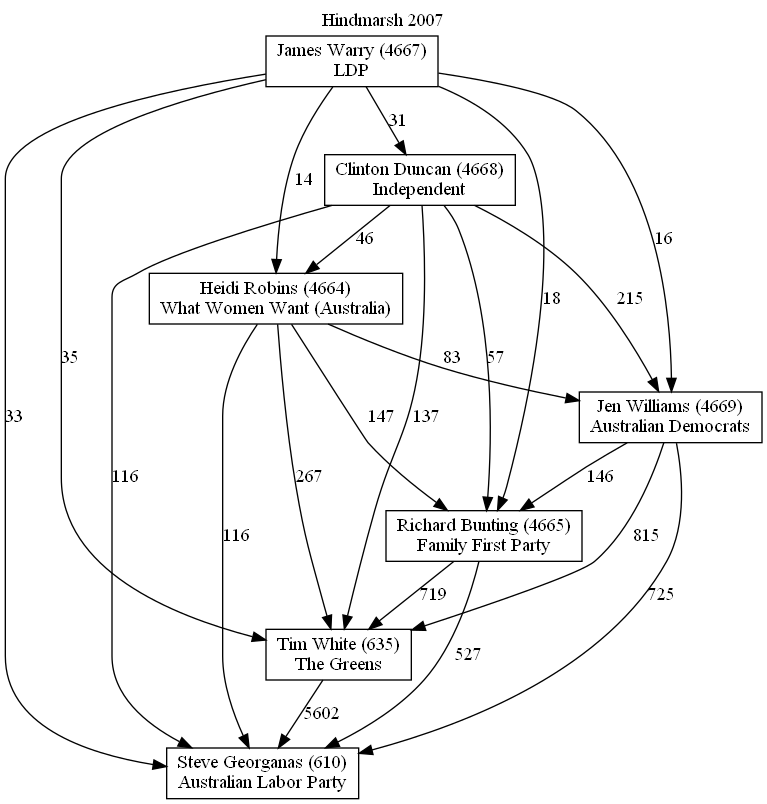 Hindmarsh 2007
James Warry (4667)
LDP
31
Clinton Duncan (4668)
Independent
14
46
16
Heidi Robins (4664)
What Women Want (Australia)
18
215
35
83
57
33
147
137
Jen Williams (4669)
Australian Democrats
116
267
146
116
Richard Bunting (4665)
Family First Party
815
719
725
Tim White (635)
The Greens
527
5602
Steve Georganas (610)
Australian Labor Party